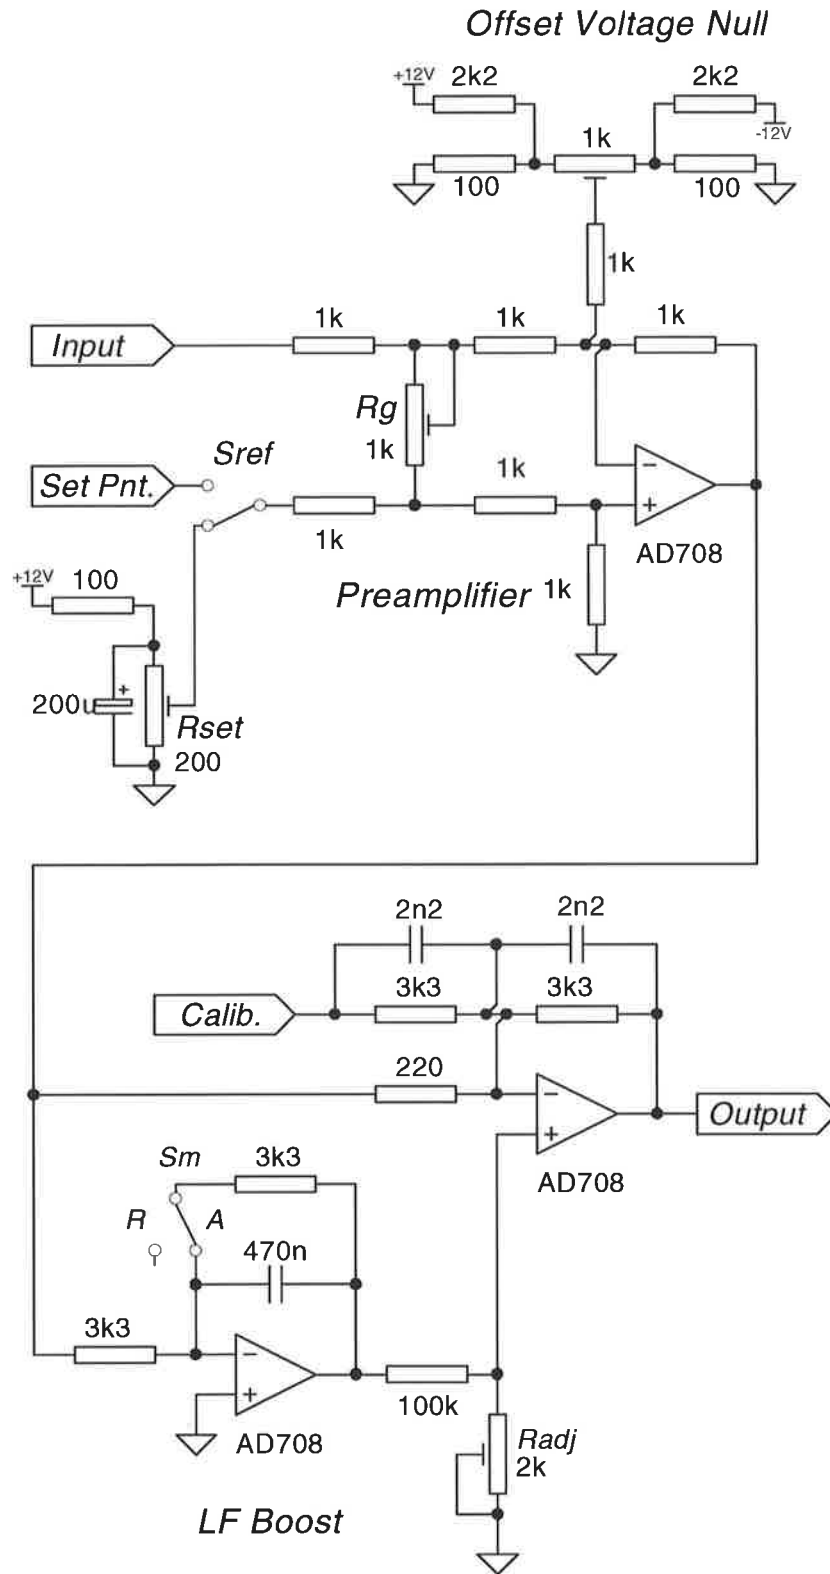 Offset Voltage Null
+12V
2k2
2k2
-12V
1k
100
100
1k
Input
1k
1k
1k
Rg
1k
Set Pnt.
Sref
1k
1k
AD708
+12V
100
Preamplifier
1k
200u
Rset
200
2n2
2n2
Calib.
3k3
3k3
220
Output
AD708
Sm
3k3
R
A
470n
3k3
100k
AD708
Radj
2k
LF Boost